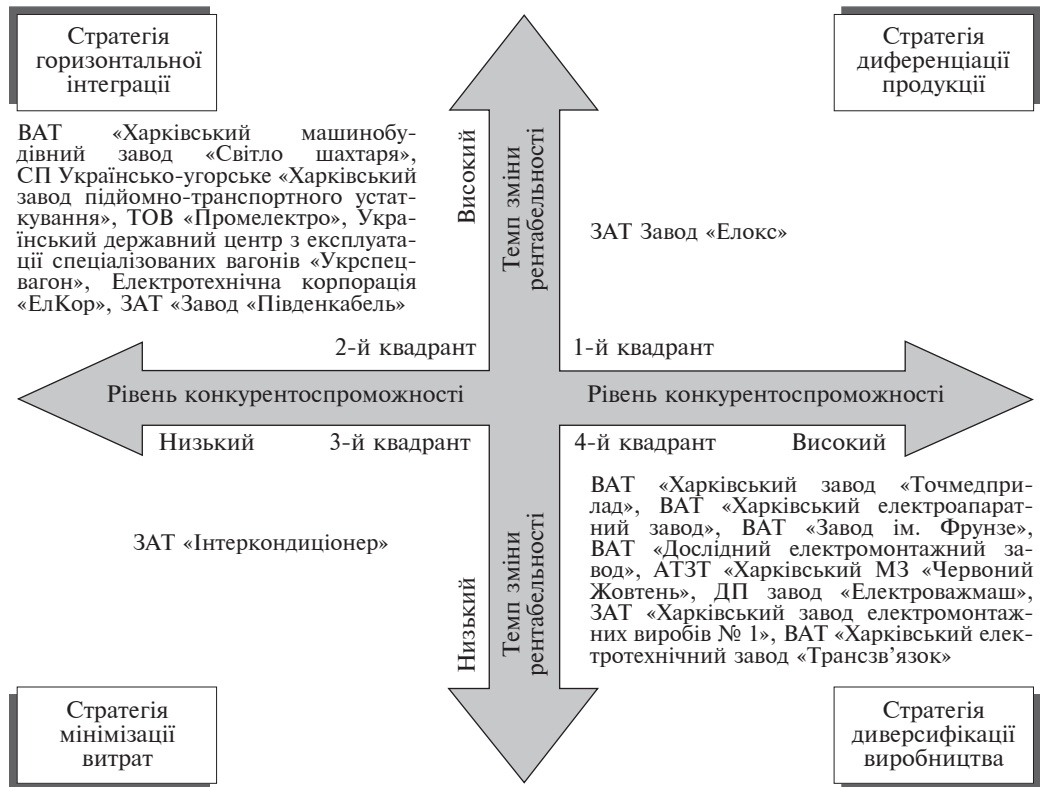 Стратегія
горизонтальної
інтеграції
Стратегія
диференціації
продукції
ВАТ «Харківський машинобу-
дівний завод «Світло шахтаря»,
СП Українсько-угорське «Харківський
завод підйомно-транспортного устат-
кування», ТОВ «Промелектро», Укра-
їнський державний центр з експлуата-
ції спеціалізованих вагонів «Укрспец-
вагон», Електротехнічна корпорація
«ЕлКор», ЗАТ «Завод «Південкабель»
Високий
Темп зміни
рентабельності
ЗАТ Завод «Елокс»
2-й квадрант
1-й квадрант
Рівень конкурентоспроможності
Рівень конкурентоспроможності
Низький
3-й квадрант
4-й квадрант
Високий
ЗАТ «Інтеркондиціонер»
Низький
Темп зміни
рентабельності
ВАТ «Харківський завод «Точмедпри-
лад», ВАТ «Харківський електроапарат-
ний завод», ВАТ «Завод ім. Фрунзе»,
ВАТ «Дослідний електромонтажний за-
вод», АТЗТ «Харківський МЗ «Червоний
Жовтень», ДП завод «Електроважмаш»,
ЗАТ «Харківський завод електромонтаж-
них виробів № 1», ВАТ «Харківський елек-
тротехнічний завод «Трансзв’язок»
Стратегія
мінімізації
витрат
Стратегія
диверсифікації
виробництва